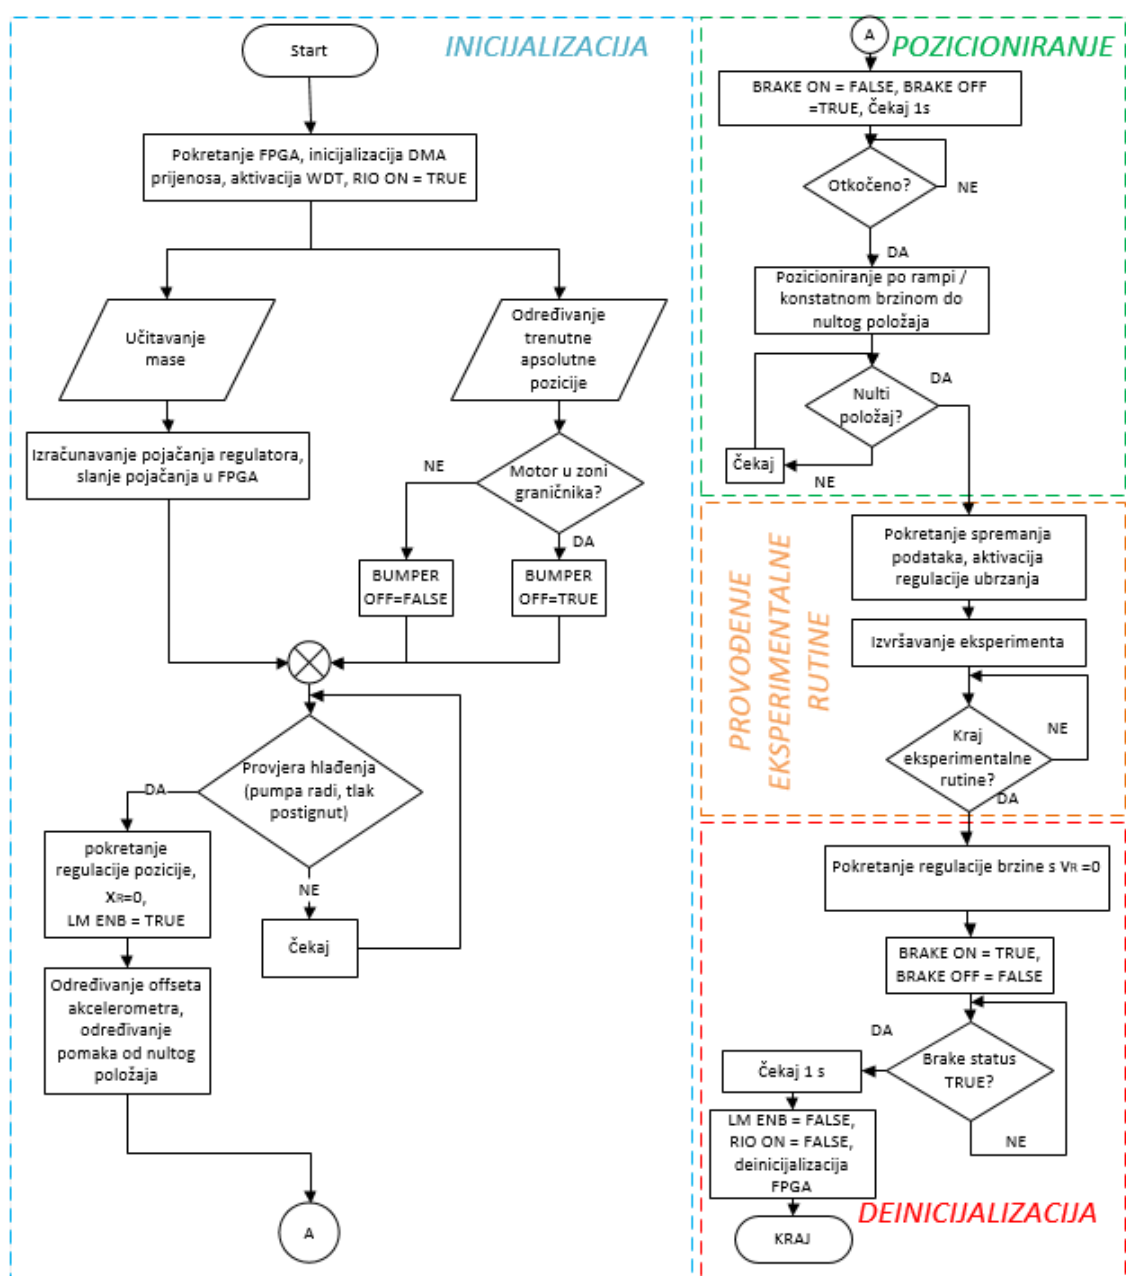 INICIJALIZACIJA
Start
Pokretanje FPGA, inicijalizacija DMA
prijenosa, aktivacija WDT, RIO ON = TRUE
Učitavanje
mase
Određivanje
trenutne
apsolutne
pozicije
Izračunavanje pojačanja regulatora,
slanje pojačanja u FPGA
Motor u zoni
graničnika?
NE
DA
BUMPER
OFF=FALSE
BUMPER
OFF=TRUE
Provjera hlađenja
(pumpa radi, tlak
postignut)
DA
NE
Čekaj
pokretanje
regulacije pozicije,
XR=0,
LM ENB = TRUE
Određivanje offseta
akcelerometra,
određivanje
pomaka od nultog
položaja
A
A
POZICIONIRANJE
BRAKE ON = FALSE, BRAKE OFF
=TRUE, Čekaj 1s
Otkočeno?
NE
DA
Pozicioniranje po rampi /
konstatnom brzinom do
nultog položaja
Nulti
položaj?
DA
Čekaj
NE
PROVOĐENJE
EKSPERIMENTALNE
RUTINE
Pokretanje spremanja
podataka, aktivacija
regulacije ubrzanja
Izvršavanje eksperimenta
Kraj
eksperimentalne
rutine?
NE
DA
Pokretanje regulacije brzine s VR =0
BRAKE ON = TRUE,
BRAKE OFF = FALSE
Brake status
TRUE?
DA
NE
Čekaj 1 s
LM ENB = FALSE,
RIO ON = FALSE,
deinicijalizacija
FPGA
KRAJ
DEINICIJALIZACIJA